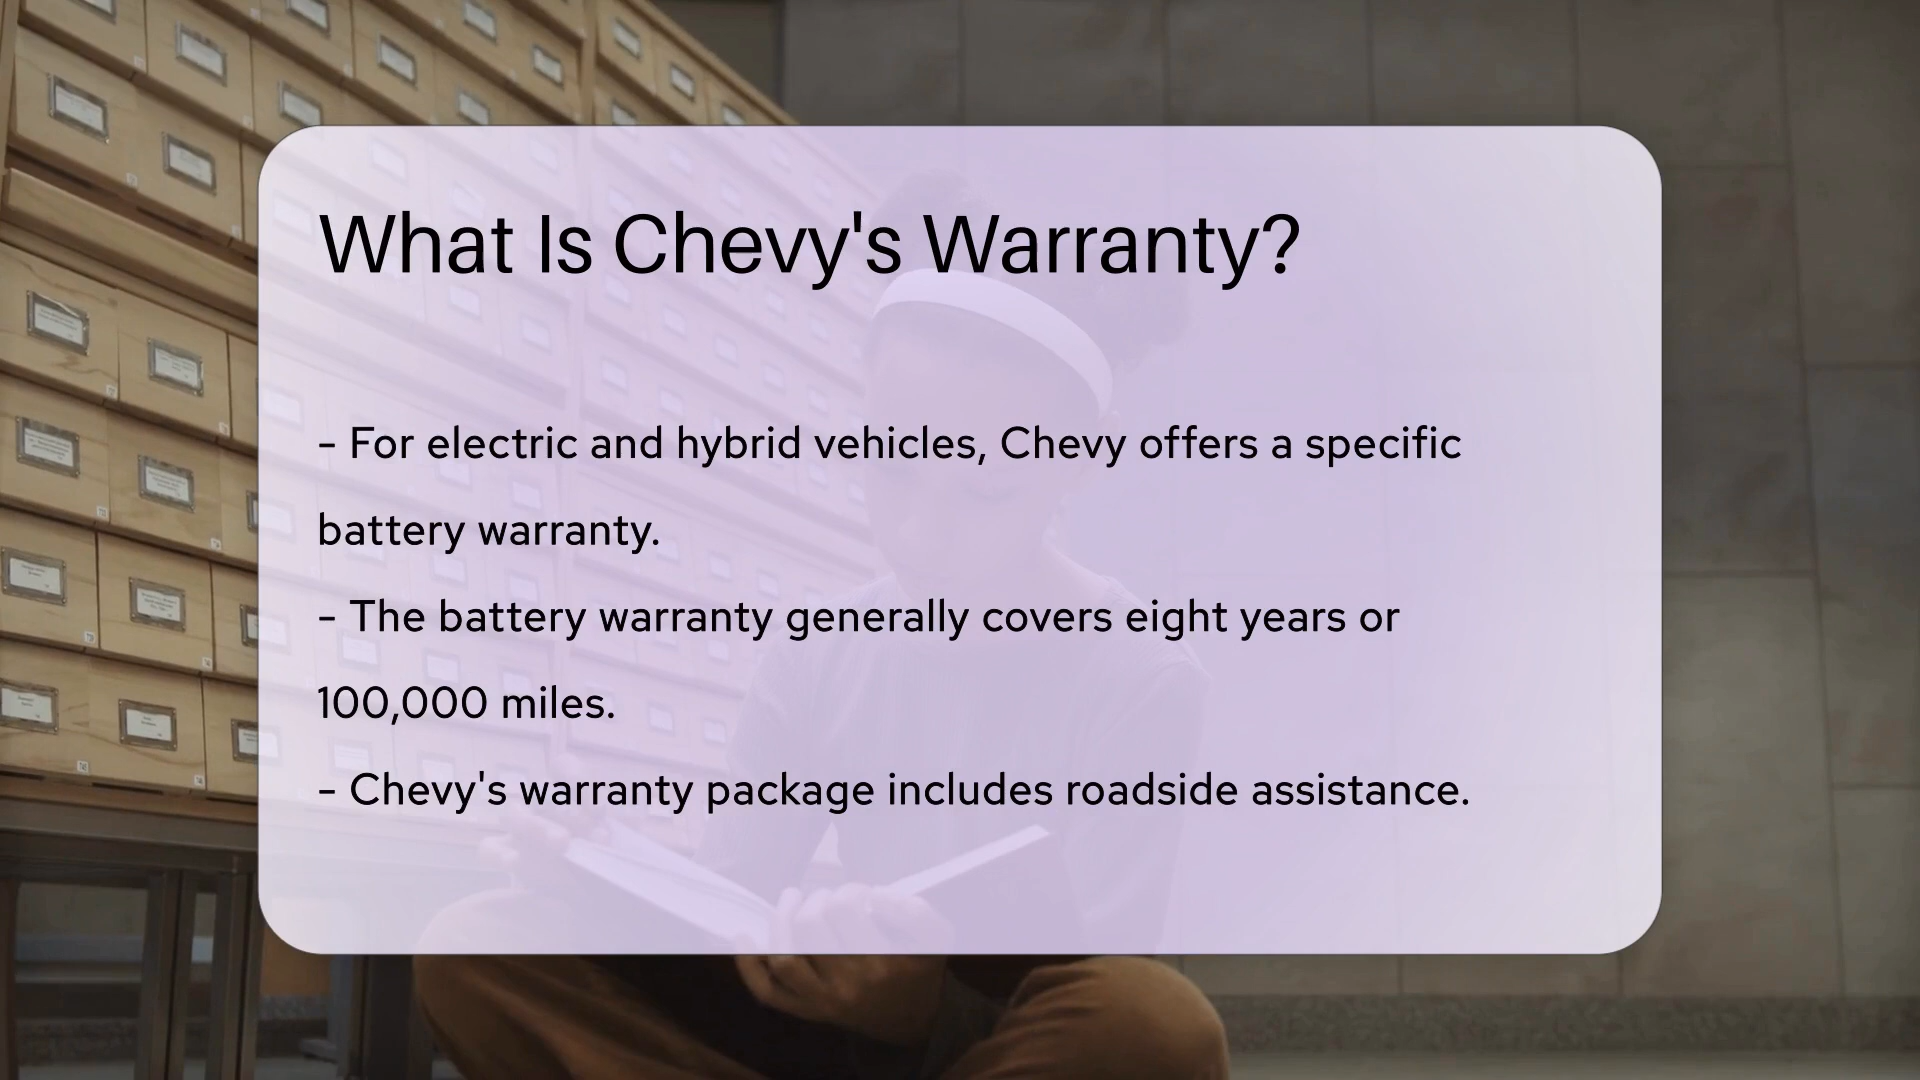 What Is Chevy's Warranty?
- For electric and hybrid vehicles, Chevy offers a specific
battery warranty.
- The battery warranty generally covers eight years or
100,000 miles.
- Chevy's warranty package includes roadside assistance.